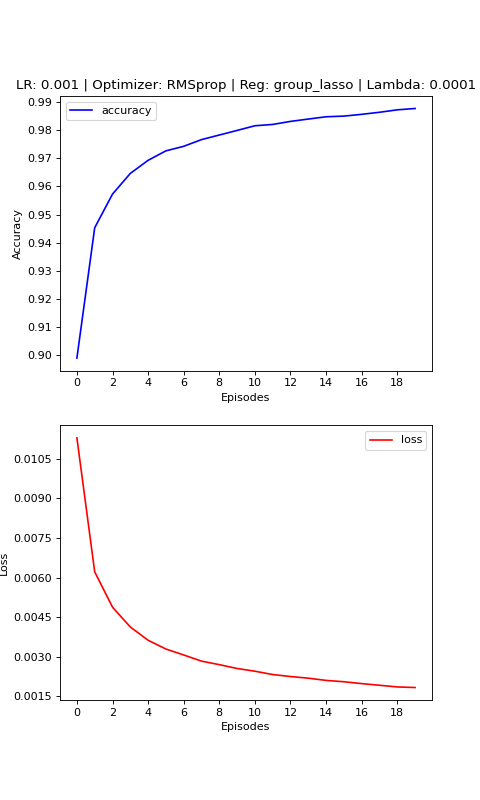 LR: 0.001 | Optimizer: RMSprop | Reg: group_lasso | Lambda: 0.0001
accuracy
0.99
0.98
0.97
0.96
0.95
0.94
0.93
0.92
0.91
0.90
Accuracy
0 2 4 6 8 10 12 14 16 18
Episodes
loss
0.0105
0.0090
0.0075
0.0060
0.0045
0.0030
0.0015
Loss
0 2 4 6 8 10 12 14 16 18
Episodes